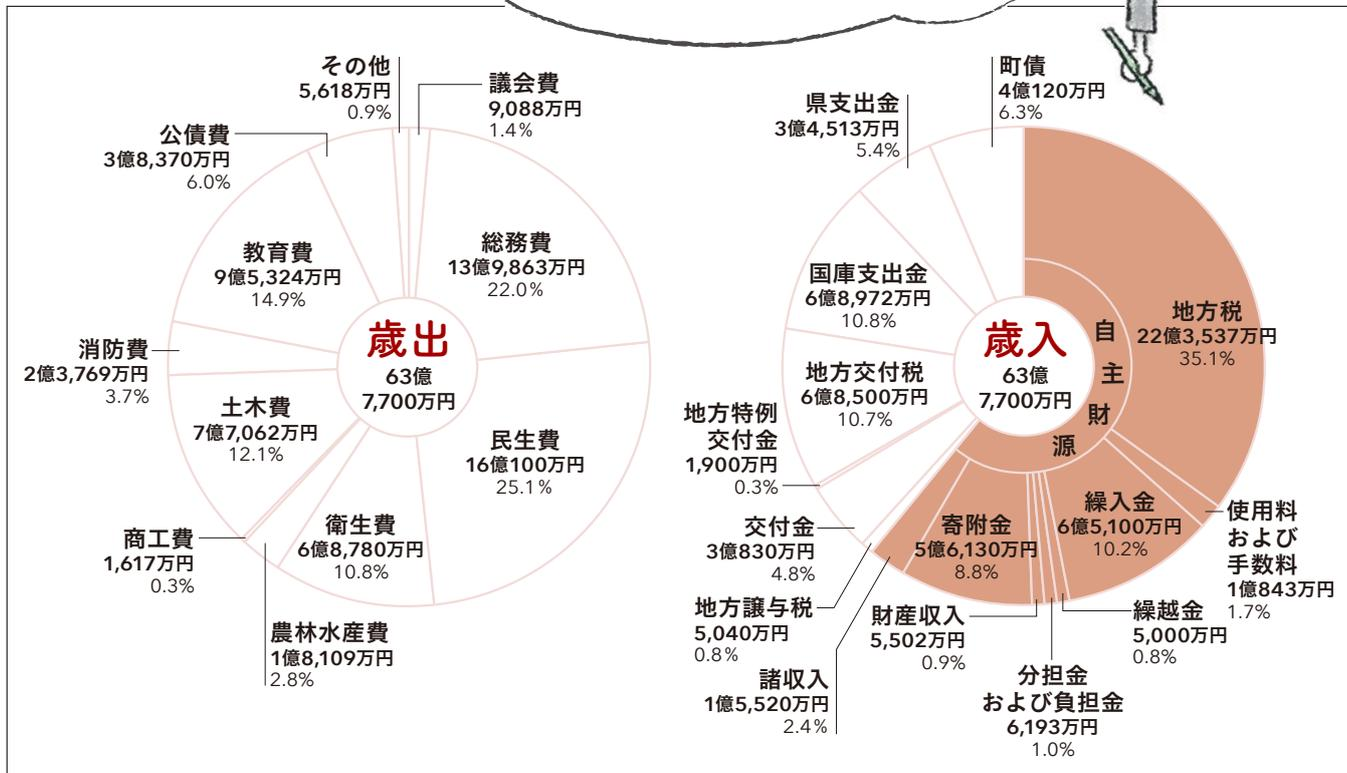 その他
5,618万円
0.9%
議会費
9,088万円
1.4%
公債費
3億8,370万円
6.0%
総務費
13億9,863万円
22.0%
教育費
9億5,324万円
14.9%
歳出
63億
7,700万円
消防費
2億3,769万円
3.7%
土木費
7億7,062万円
12.1%
民生費
16億100万円
25.1%
商工費
1,617万円
0.3%
衛生費
6億8,780万円
10.8%
農林水産費
1億8,109万円
2.8%
町債
4億120万円
6.3%
県支出金
3億4,513万円
5.4%
国庫支出金
6億8,972万円
10.8%
歳入
63億
7,700万円
自
主
財
源
地方税
22億3,537万円
35.1%
地方交付税
6億8,500万円
10.7%
地方特例
交付金
1,900万円
0.3%
交付金
3億830万円
4.8%
地方譲与税
5,040万円
0.8%
諸収入
1億5,520万円
2.4%
寄附金
5億6,130万円
8.8%
財産収入
5,502万円
0.9%
分担金
および負担金
6,193万円
1.0%
繰越金
5,000万円
0.8%
繰入金
6億5,100万円
10.2%
使用料
および
手数料
1億843万円
1.7%